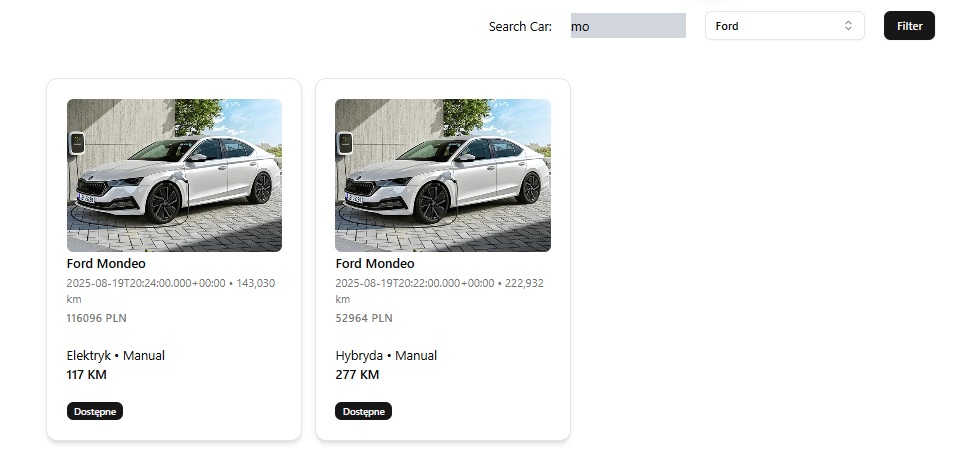 Search Car: mo Ford Filter
Ford Mondeo
2025-08-19T20:24:00.000+00:00 • 143,030
km
116096 PLN
Elektryk • Manual
117 KM
Dostępne
Ford Mondeo
2025-08-19T20:22:00.000+00:00 • 222,932
km
52964 PLN
Hybryda • Manual
277 KM
Dostępne